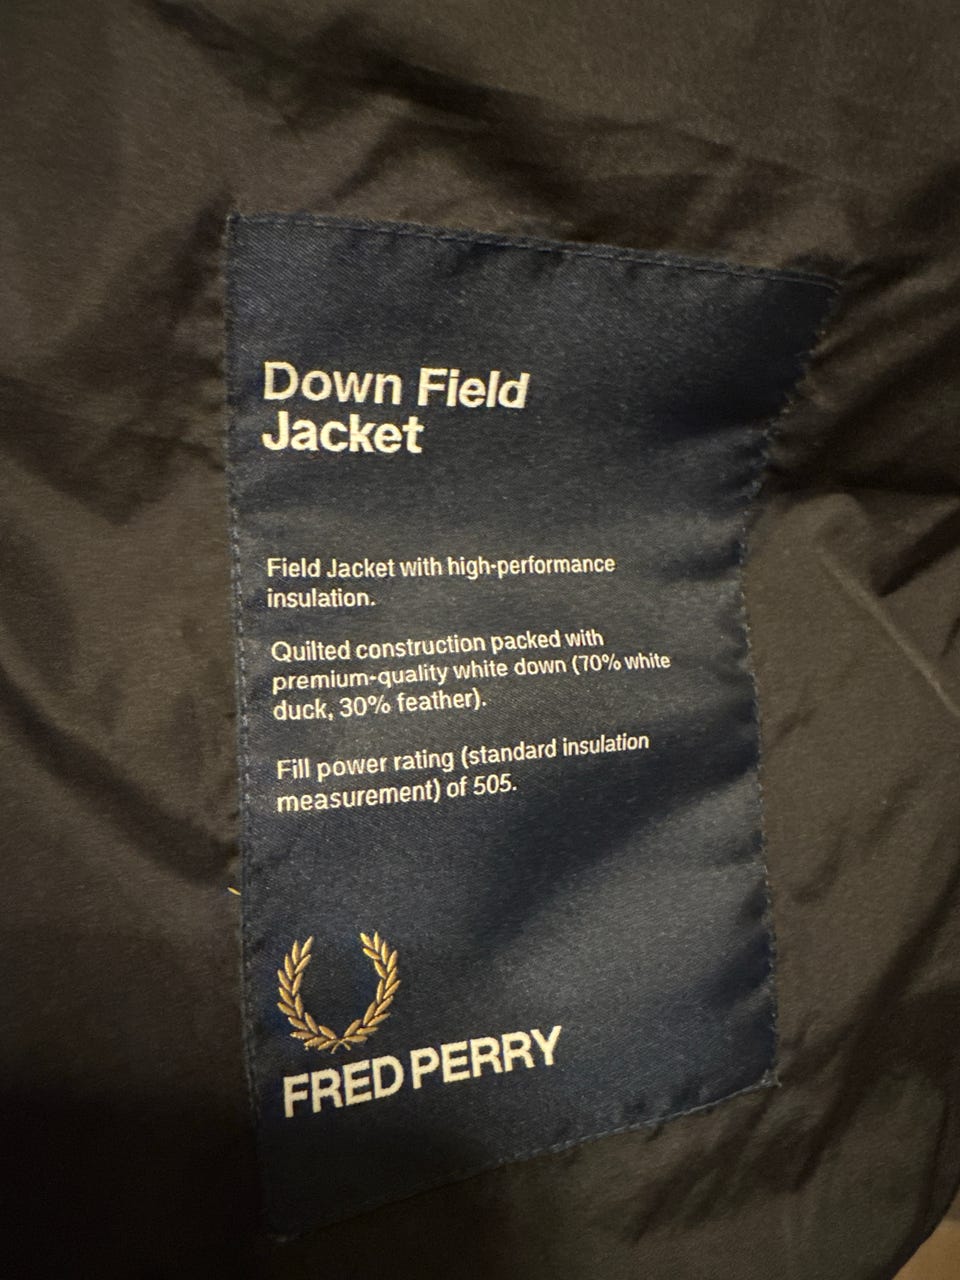 Down Field
Jacket
Field Jacket with high-performance
insulation.
Quilted construction packed with
premium-quality white down (70% white
duck, 30% feather).
Fill power rating (standard insulation
measurement) of 505.
FRED PERRY